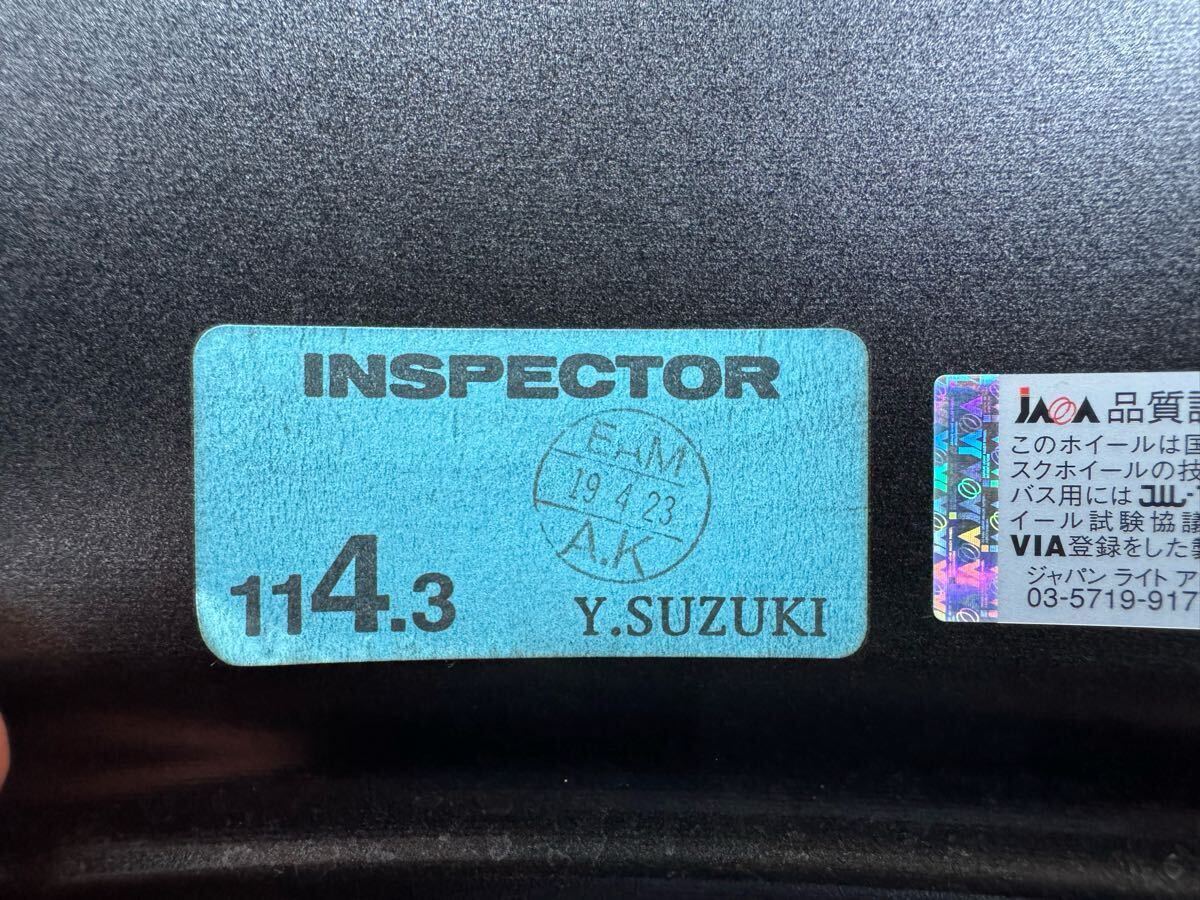 INSPECTOR
EAM
19 4 23
A.K
114.3
Y.SUZUKI
JAWA 品質
このホイールは
スクホイールの技
バス用には JWL-
イール試験協議
VIA登録をした
ジャパン ライト ア
03-5719-917